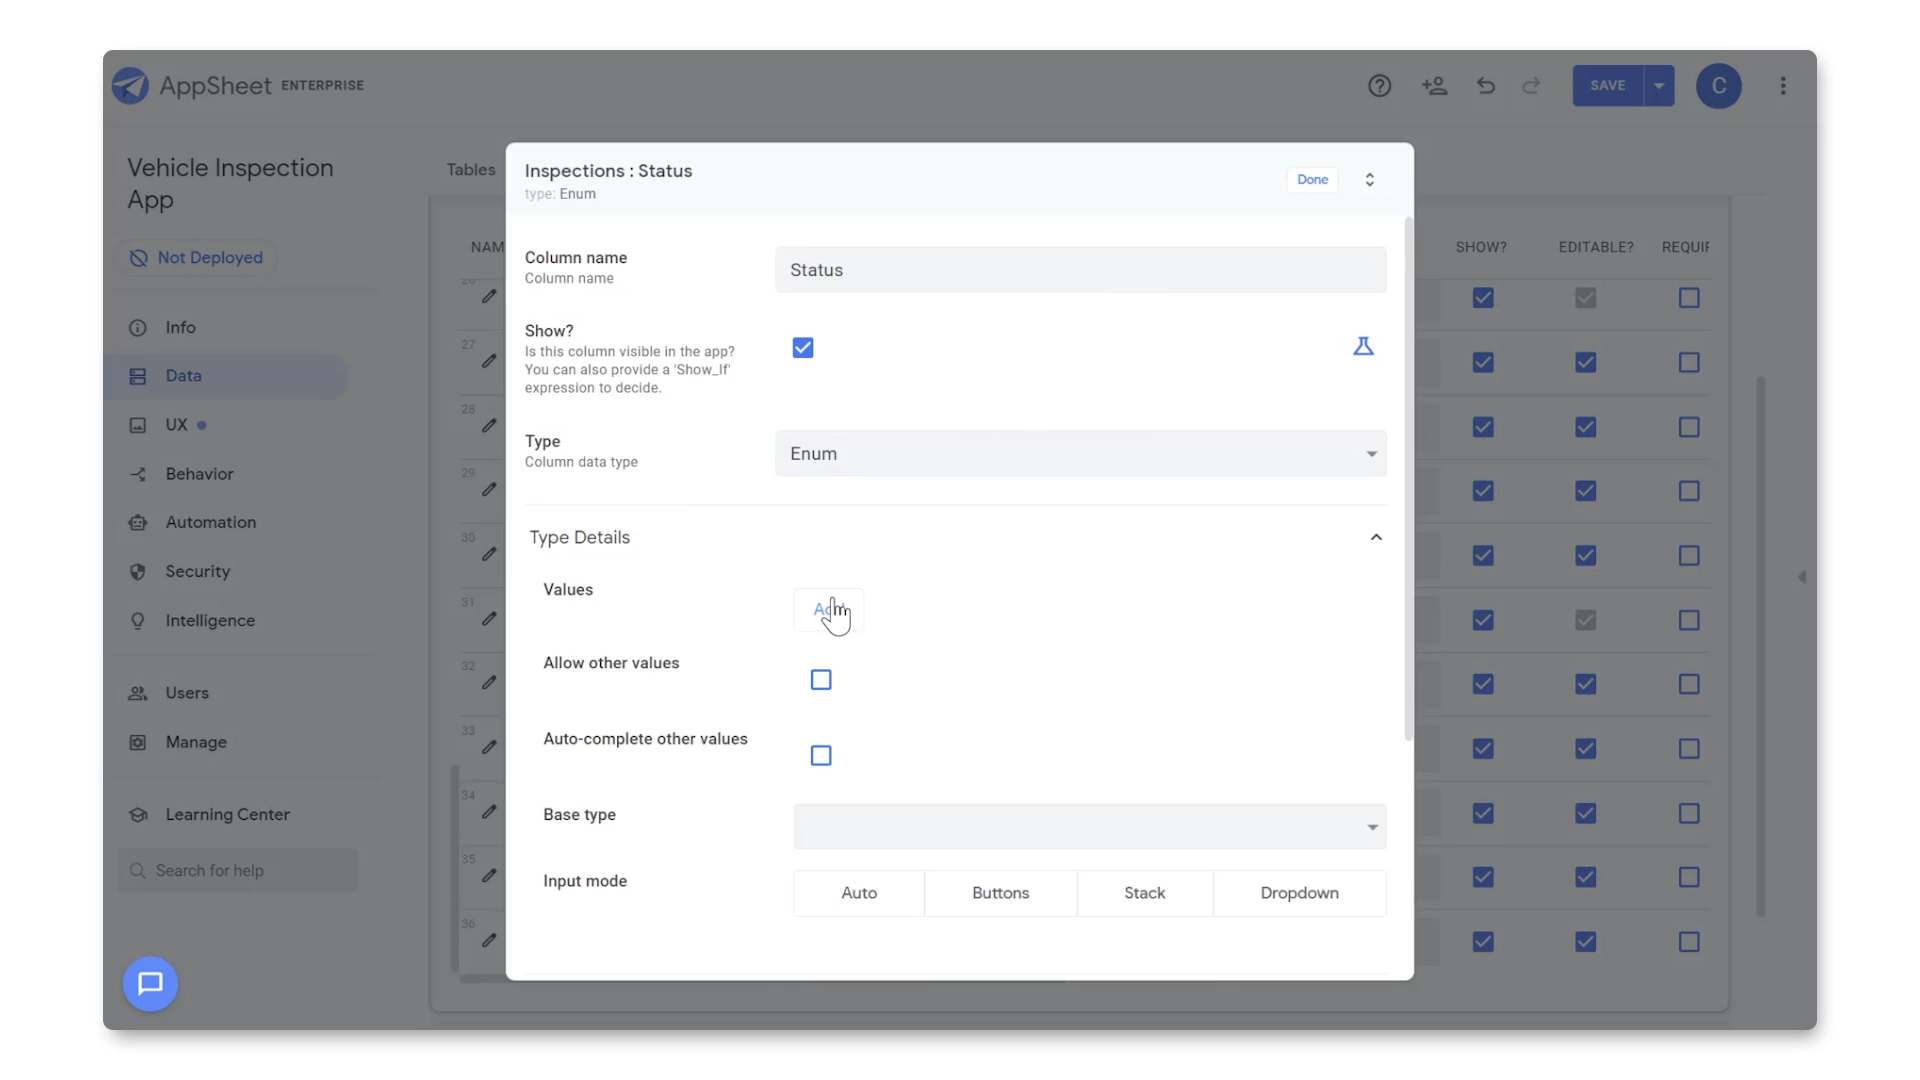 AppSheet ENTERPRISE
SAVE
C
Vehicle Inspection
App
Not Deployed
Info
Data
UX
Behavior
Automation
Security
Intelligence
Users
Manage
Learning Center
Search for help
Tables
NAM
SHOW?
EDITABLE?
27
28
29
30
31
32
33
34
35
36
Inspections : Status
type: Enum
Done
Column name
Column name
Status
Show?
Is this column visible in the app?
You can also provide a 'Show_If'
expression to decide.
Type
Column data type
Enum
Type Details
Values
Allow other values
Auto-complete other values
Base type
Input mode
Auto
Buttons
Stack
Dropdown